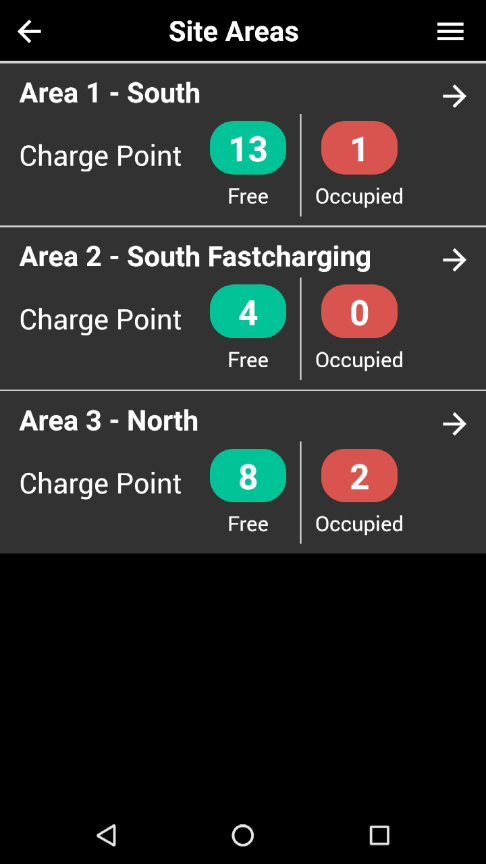 Site Areas
Area 1 - South
Charge Point
13
1
Free
Occupied
Area 2 - South Fastcharging
Charge Point
4
0
Free
Occupied
Area 3 - North
Charge Point
8
2
Free
Occupied